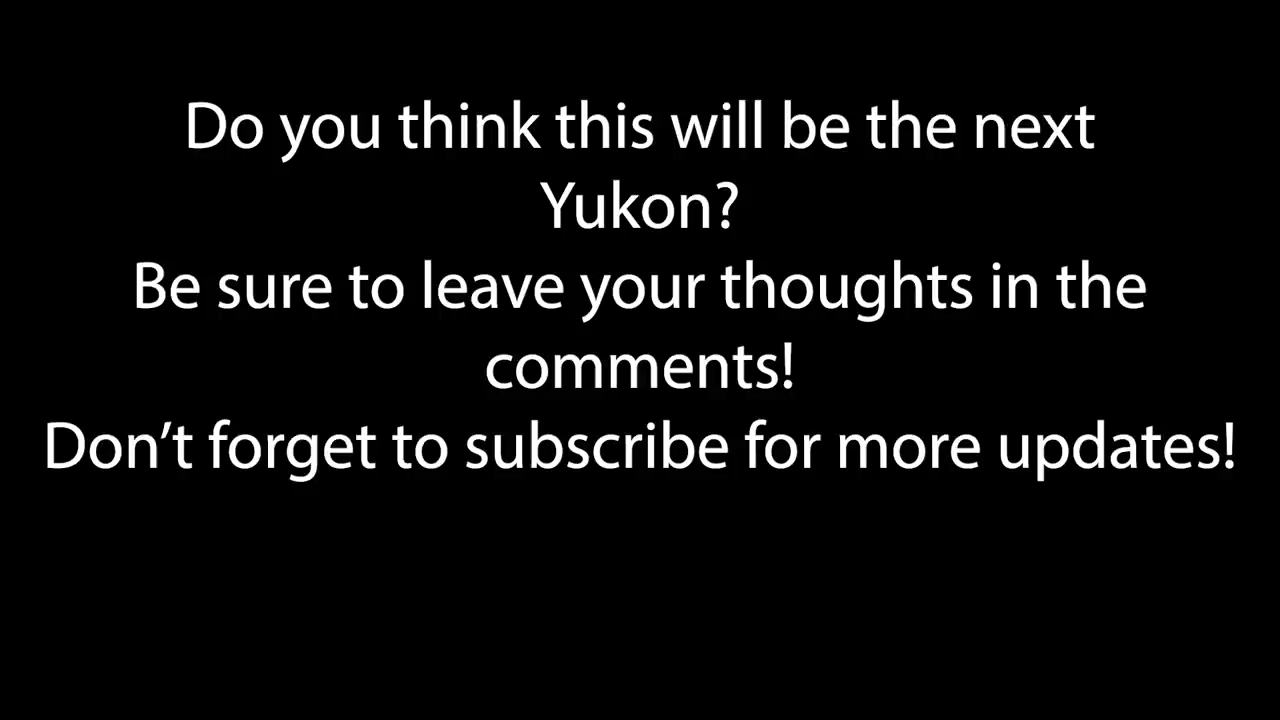 Do you think this will be the next
Yukon?
Be sure to leave your thoughts in the
comments!
Don’t forget to subscribe for more updates!